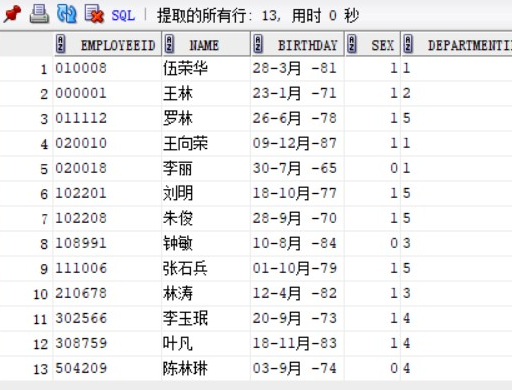 SQL | 提取的所有行: 13, 用时 0 秒
EMPLOYEEID NAME BIRTHDAY SEX DEPARTMENTI
1 010008 伍荣华 28-3月 -81 1 1
2 000001 王林 23-1月 -71 1 2
3 011112 罗林 26-6月 -78 1 5
4 020010 王向荣 09-12月-87 1 1
5 020018 李丽 30-7月 -65 0 1
6 102201 刘明 18-10月-77 1 5
7 102208 朱俊 28-9月 -70 1 5
8 108991 钟敏 10-8月 -84 0 3
9 111006 张石兵 01-10月-79 1 5
10 210678 林涛 12-4月 -82 1 3
11 302566 李玉珉 20-9月 -73 1 4
12 308759 叶凡 18-11月-83 1 4
13 504209 陈林琳 03-9月 -74 0 4